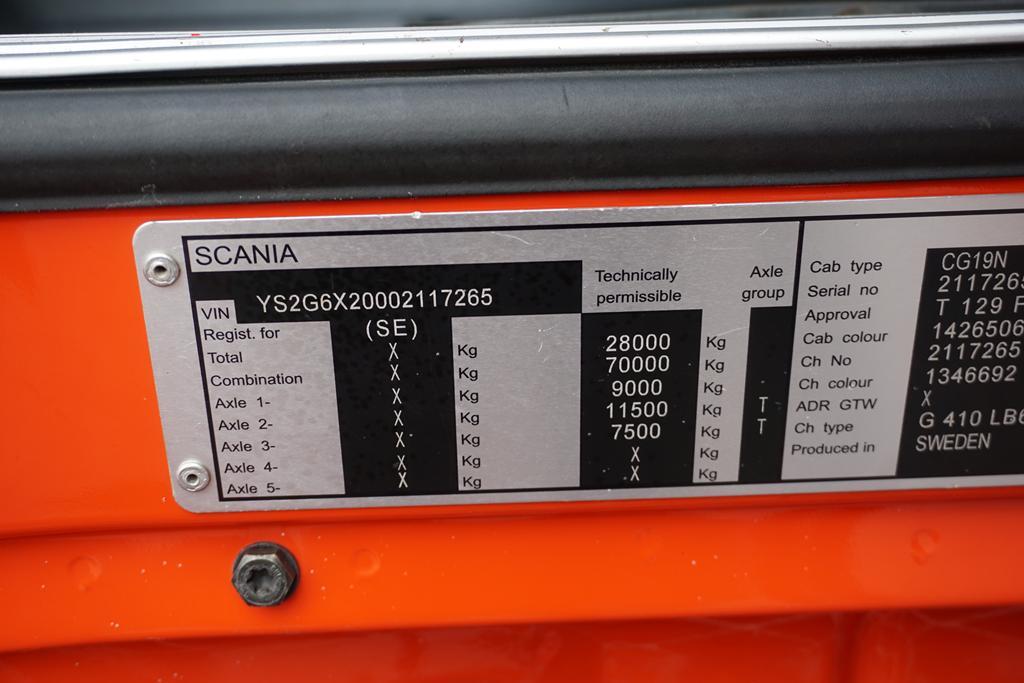 SCANIA
VIN YS2G6X20002117265
Technically permissible
Axle group
Regist. for (SE)
Total X Kg 28000 Kg
Combination X Kg 70000 Kg
Axle 1- X Kg 9000 Kg
Axle 2- X Kg 11500 Kg T
Axle 3- X Kg 7500 Kg T
Axle 4- X Kg X Kg
Axle 5- X Kg X Kg
Cab type CG19N
Serial no 2117265
Approval T 129 F
Cab colour 1426506
Ch No 2117265
Ch colour 1346692
ADR GTW X
Ch type G 410 LB6
Produced in SWEDEN